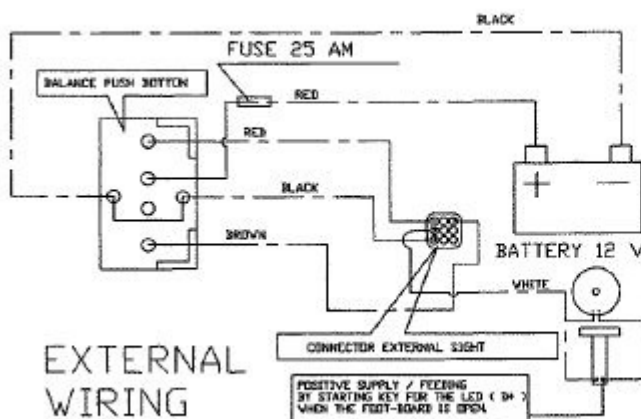 BLACK
FUSE 25 AM
BALANCE PUSH BOTTON
RED
RED
BLACK
BROWN
+ −
BATTERY 12 V
WHITE
CONNECTOR EXTERNAL SIGHT
EXTERNAL
WIRING
POSITIVE SUPPLY / FEEDING
BY STARTING KEY FOR THE LED ( D+ )
WHEN THE FOOT-BOARD IS OPEN